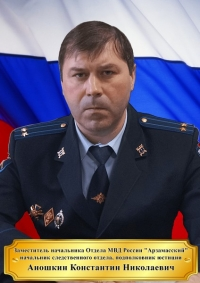 Заместитель начальника Отдела МВД России "Арзамасский"
начальник следственного отдела, подполковник юстиции
Аношкин Константин Николаевич